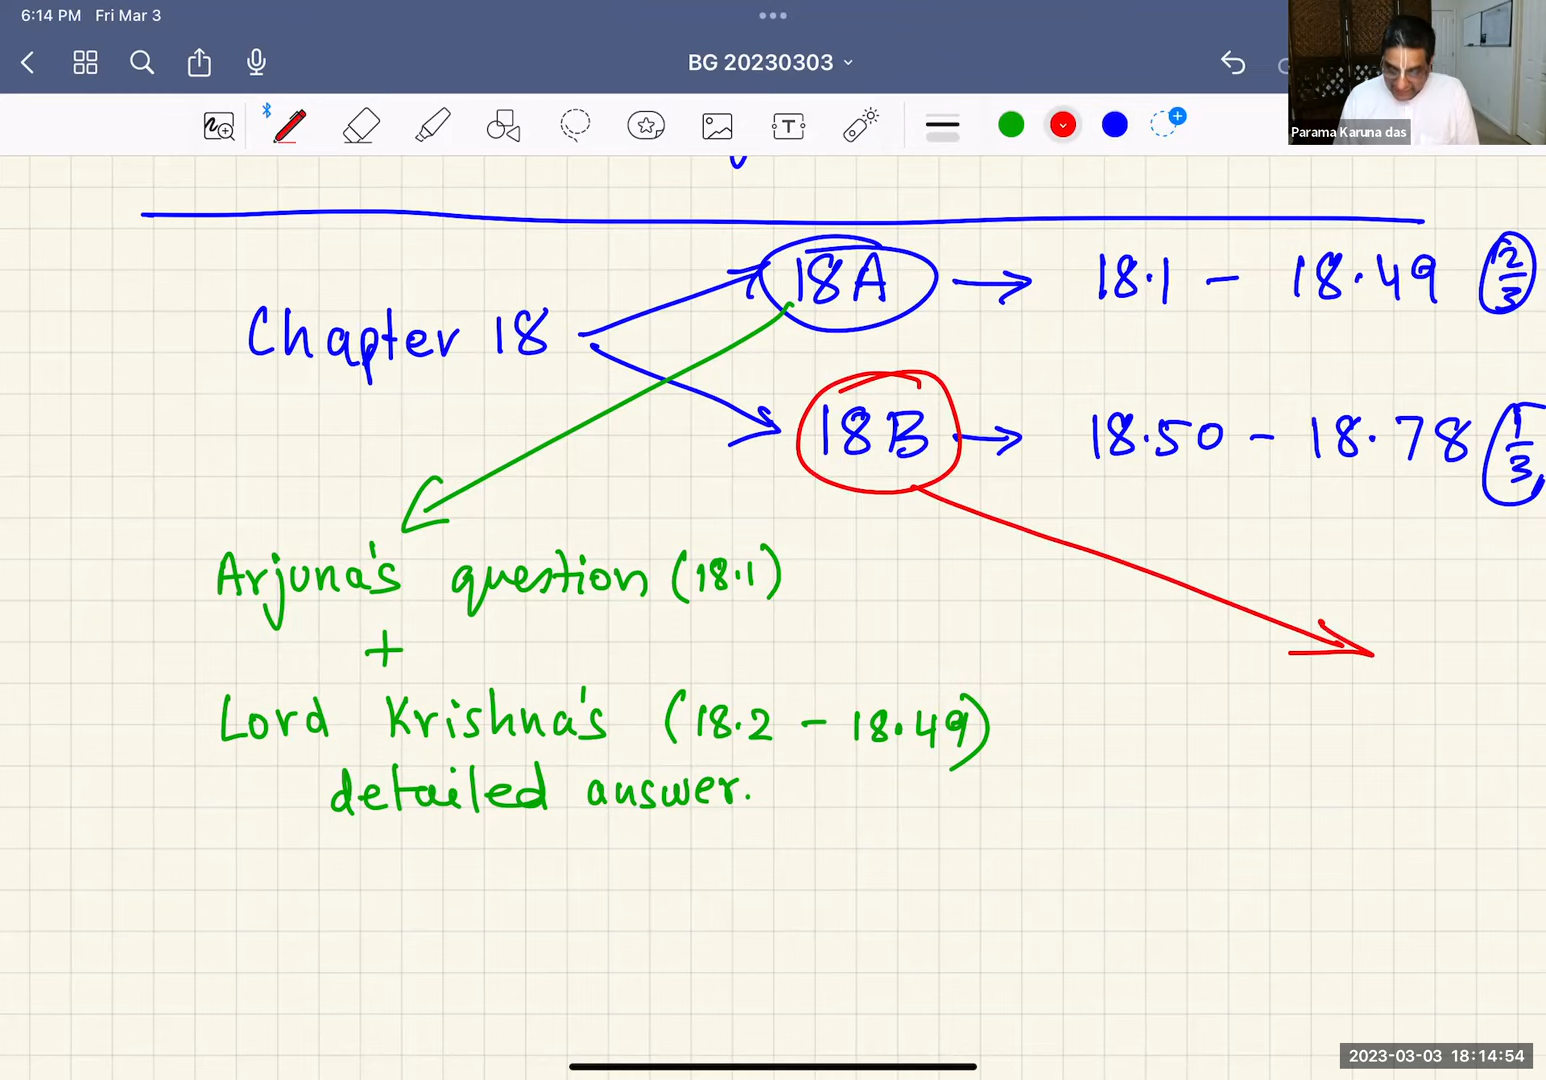 6:14 PM Fri Mar 3
BG 20230303
T
Parama Karuna das
Chapter 18
18A → 18.1 - 18.49 2/3
18B → 18.50 - 18.78 1/3
Arjuna's question (18.1)
+
Lord Krishna's (18.2 - 18.49)
detailed answer.
2023-03-03 18:14:54